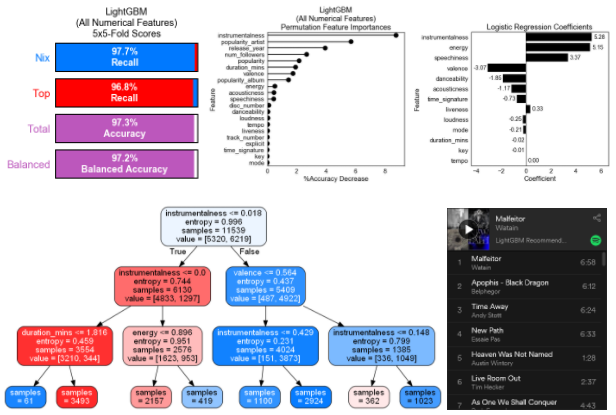 LightGBM
(All Numerical Features)
5x5-Fold Scores
Nix
97.7%
Recall
Top
96.8%
Recall
Total
97.3%
Accuracy
Balanced
97.2%
Balanced Accuracy
LightGBM
(All Numerical Features)
Permutation Feature Importances
Feature
instrumentalness
popularity_artist
release_year
num_followers
popularity
duration_mins
valence
popularity_album
energy
acousticness
speechiness
disc_number
danceability
loudness
tempo
liveness
track_number
explicit
time_signature
key
mode
0 2 4 6 8
%Accuracy Decrease
Logistic Regression Coefficients
Feature
instrumentalness 5.28
energy 5.15
speechiness 3.37
valence -3.07
danceability -1.85
acousticness -1.17
time_signature -0.73
liveness 0.33
loudness -0.25
mode -0.21
duration_mins -0.02
key -0.01
tempo 0.00
-4 -2 0 2 4 6
Coefficient
instrumentalness <= 0.018
entropy = 0.996
samples = 11539
value = [5320, 6219]
True
False
instrumentalness <= 0.0
entropy = 0.744
samples = 6130
value = [4833, 1297]
valence <= 0.564
entropy = 0.437
samples = 5409
value = [487, 4922]
duration_mins <= 1.816
entropy = 0.459
samples = 3554
value = [3210, 344]
energy <= 0.896
entropy = 0.951
samples = 2576
value = [1623, 953]
instrumentalness <= 0.429
entropy = 0.231
samples = 4024
value = [151, 3873]
instrumentalness <= 0.148
entropy = 0.799
samples = 1385
value = [336, 1049]
samples
= 61
samples
= 3493
samples
= 2157
samples
= 419
samples
= 1100
samples
= 2924
samples
= 362
samples
= 1023
Malfeitor
Watain
LightGBM Recommend...
1 Malfeitor 6:58
Watain
2 Apophis - Black Dragon 6:12
Belphegor
3 Time Away 6:24
Andy Stott
4 New Path 6:33
Essaie Pas
5 Heaven Was Not Named 1:28
Austin Wintory
6 Live Room Out 2:37
Tim Hecker
7 As One We Shall Conquer 4:43